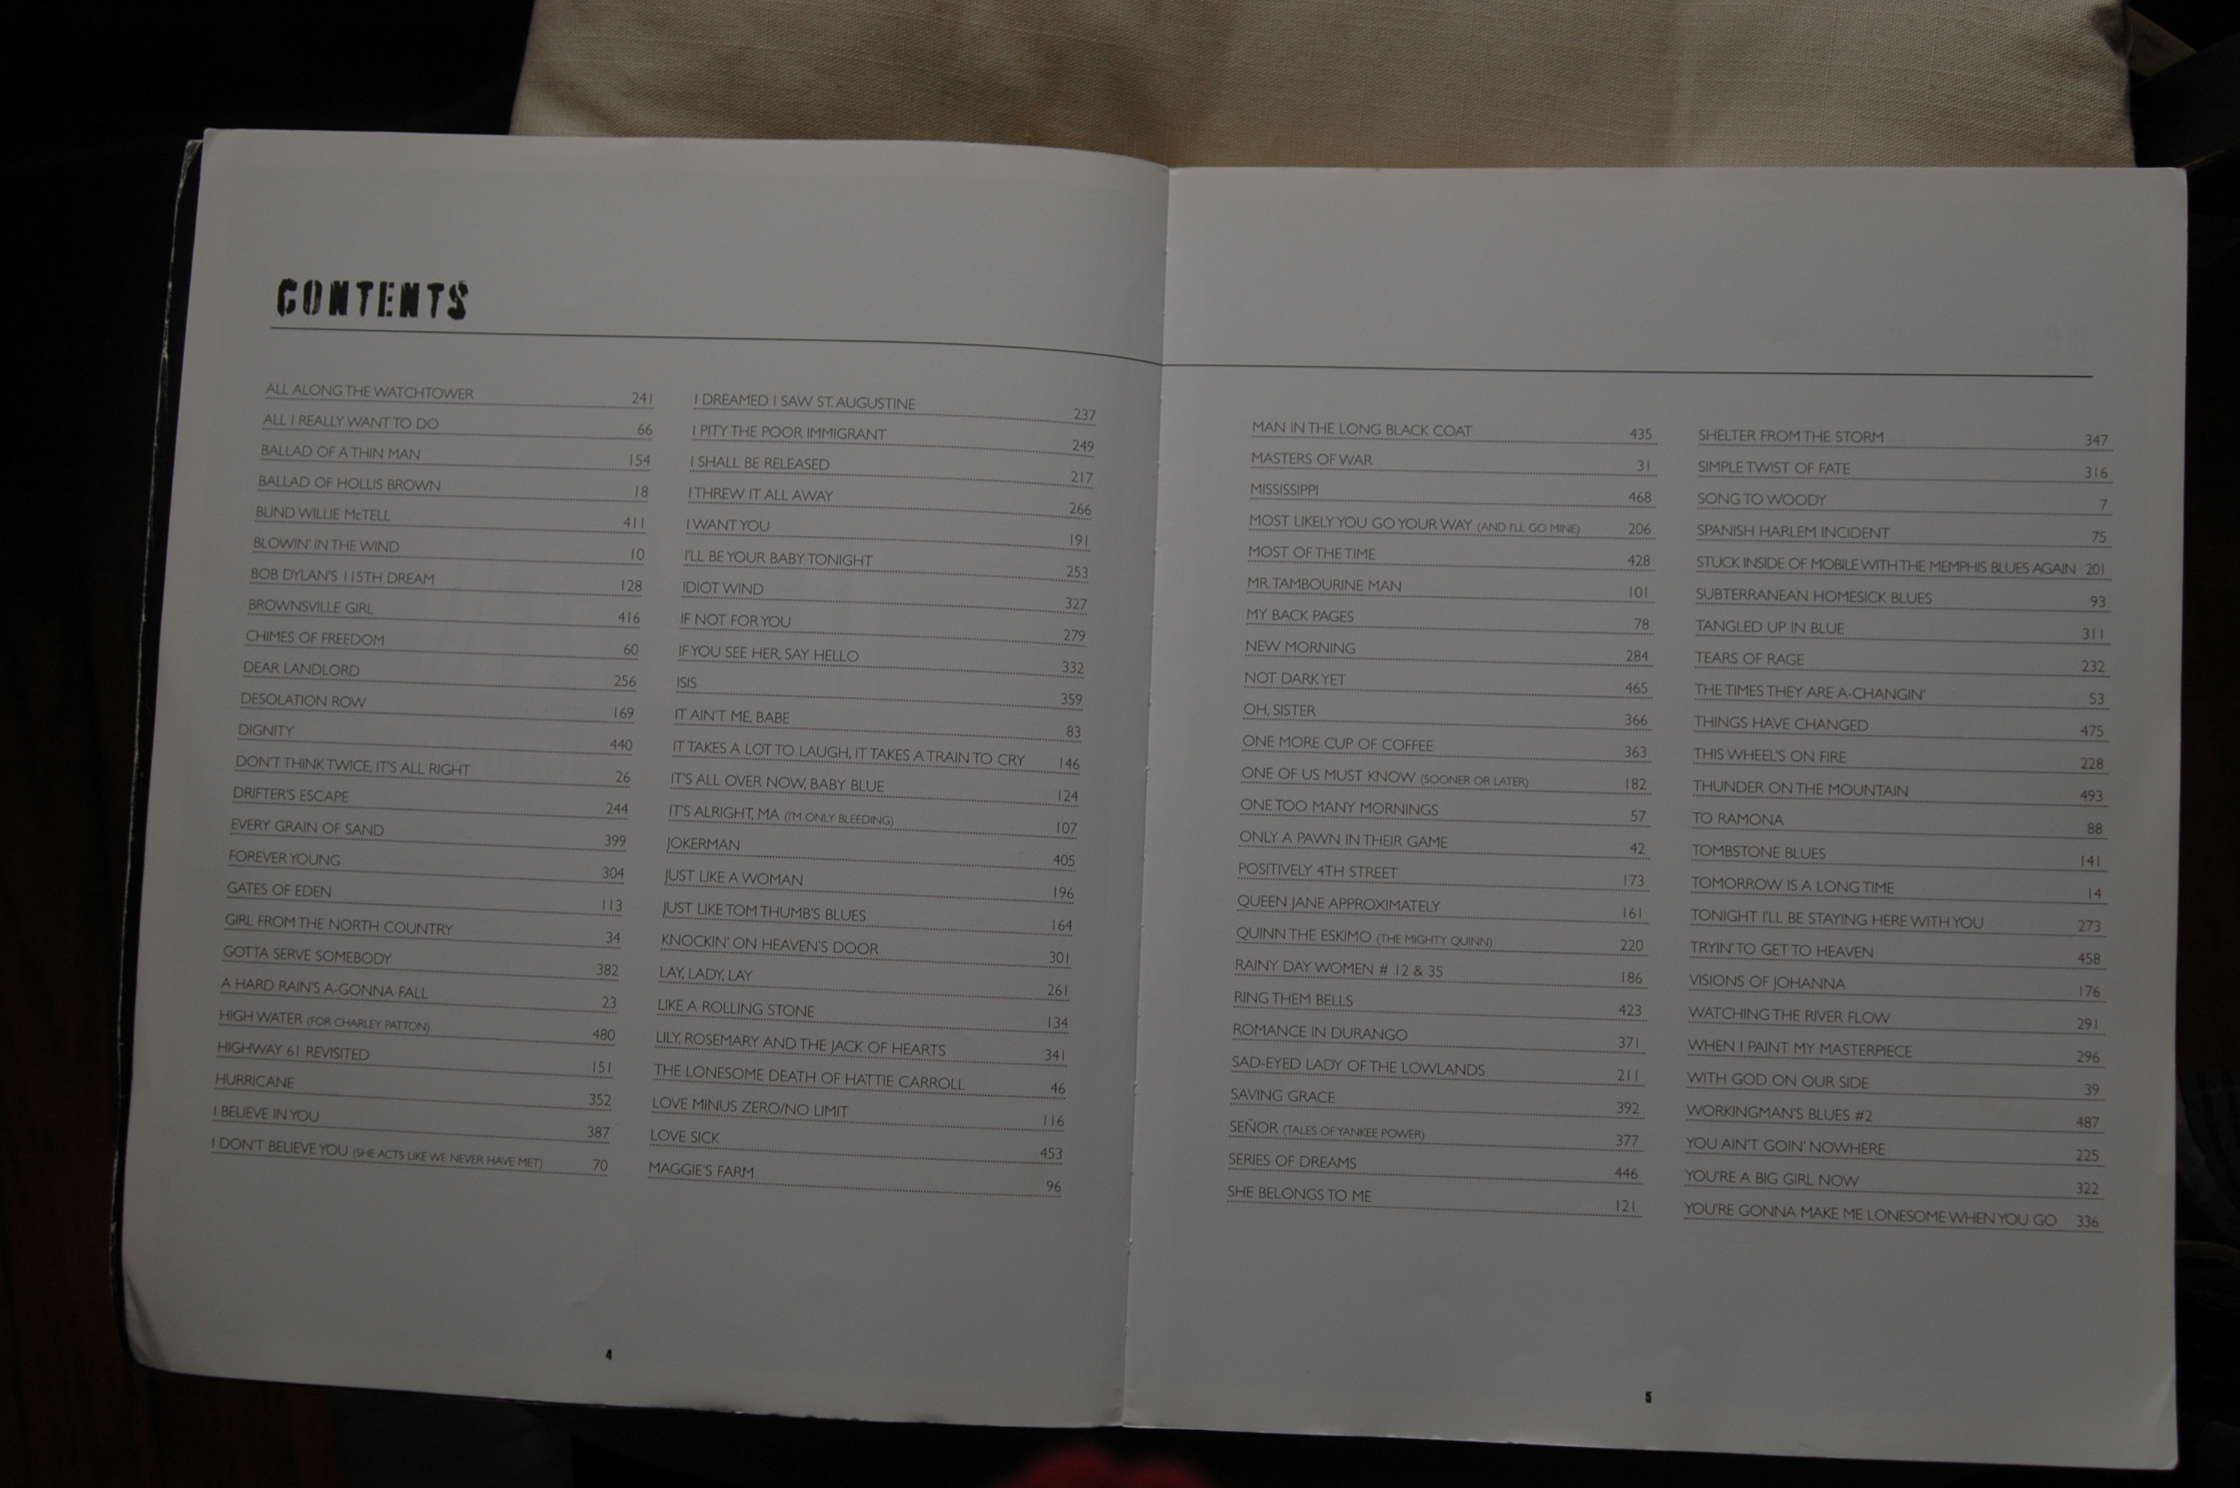 CONTENTS
ALL ALONG THE WATCHTOWER 241
ALL I REALLY WANT TO DO 66
BALLAD OF A THIN MAN 154
BALLAD OF HOLLIS BROWN 18
BLIND WILLIE McTELL 411
BLOWIN' IN THE WIND 10
BOB DYLAN'S 115TH DREAM 128
BROWNSVILLE GIRL 416
CHIMES OF FREEDOM 60
DEAR LANDLORD 256
DESOLATION ROW 169
DIGNITY 440
DON'T THINK TWICE, IT'S ALL RIGHT 26
DRIFTER'S ESCAPE 244
EVERY GRAIN OF SAND 399
FOREVER YOUNG 304
GATES OF EDEN 113
GIRL FROM THE NORTH COUNTRY 34
GOTTA SERVE SOMEBODY 382
A HARD RAIN'S A-GONNA FALL 23
HIGH WATER (FOR CHARLEY PATTON) 480
HIGHWAY 61 REVISITED 151
HURRICANE 352
I BELIEVE IN YOU 387
I DON'T BELIEVE YOU (SHE ACTS LIKE WE NEVER HAVE MET) 70
I DREAMED I SAW ST. AUGUSTINE 237
I PITY THE POOR IMMIGRANT 249
I SHALL BE RELEASED 217
I THREW IT ALL AWAY 266
I WANT YOU 191
I'LL BE YOUR BABY TONIGHT 253
IDIOT WIND 327
IF NOT FOR YOU 279
IF YOU SEE HER, SAY HELLO 332
ISIS 359
IT AIN'T ME, BABE 83
IT TAKES A LOT TO LAUGH, IT TAKES A TRAIN TO CRY 146
IT'S ALL OVER NOW, BABY BLUE 124
IT'S ALRIGHT, MA (I'M ONLY BLEEDING) 107
JOKERMAN 405
JUST LIKE A WOMAN 196
JUST LIKE TOM THUMB'S BLUES 164
KNOCKIN' ON HEAVEN'S DOOR 301
LAY, LADY, LAY 261
LIKE A ROLLING STONE 134
LILY, ROSEMARY AND THE JACK OF HEARTS 341
THE LONESOME DEATH OF HATTIE CARROLL 46
LOVE MINUS ZERO/NO LIMIT 116
LOVE SICK 453
MAGGIE'S FARM 96
4
MAN IN THE LONG BLACK COAT 435
MASTERS OF WAR 31
MISSISSIPPI 468
MOST LIKELY YOU GO YOUR WAY (AND I'LL GO MINE) 206
MOST OF THE TIME 428
MR. TAMBOURINE MAN 101
MY BACK PAGES 78
NEW MORNING 284
NOT DARK YET 465
OH, SISTER 366
ONE MORE CUP OF COFFEE 363
ONE OF US MUST KNOW (SOONER OR LATER) 182
ONE TOO MANY MORNINGS 57
ONLY A PAWN IN THEIR GAME 42
POSITIVELY 4TH STREET 173
QUEEN JANE APPROXIMATELY 161
QUINN THE ESKIMO (THE MIGHTY QUINN) 220
RAINY DAY WOMEN # 12 & 35 186
RING THEM BELLS 423
ROMANCE IN DURANGO 371
SAD-EYED LADY OF THE LOWLANDS 211
SAVING GRACE 392
SEÑOR (TALES OF YANKEE POWER) 377
SERIES OF DREAMS 446
SHE BELONGS TO ME 121
SHELTER FROM THE STORM 347
SIMPLE TWIST OF FATE 316
SONG TO WOODY 7
SPANISH HARLEM INCIDENT 75
STUCK INSIDE OF MOBILE WITH THE MEMPHIS BLUES AGAIN 201
SUBTERRANEAN HOMESICK BLUES 93
TANGLED UP IN BLUE 311
TEARS OF RAGE 232
THE TIMES THEY ARE A-CHANGIN' 53
THINGS HAVE CHANGED 475
THIS WHEEL'S ON FIRE 228
THUNDER ON THE MOUNTAIN 493
TO RAMONA 88
TOMBSTONE BLUES 141
TOMORROW IS A LONG TIME 14
TONIGHT I'LL BE STAYING HERE WITH YOU 273
TRYIN' TO GET TO HEAVEN 458
VISIONS OF JOHANNA 176
WATCHING THE RIVER FLOW 291
WHEN I PAINT MY MASTERPIECE 296
WITH GOD ON OUR SIDE 39
WORKINGMAN'S BLUES #2 487
YOU AIN'T GOIN' NOWHERE 225
YOU'RE A BIG GIRL NOW 322
YOU'RE GONNA MAKE ME LONESOME WHEN YOU GO 336
5